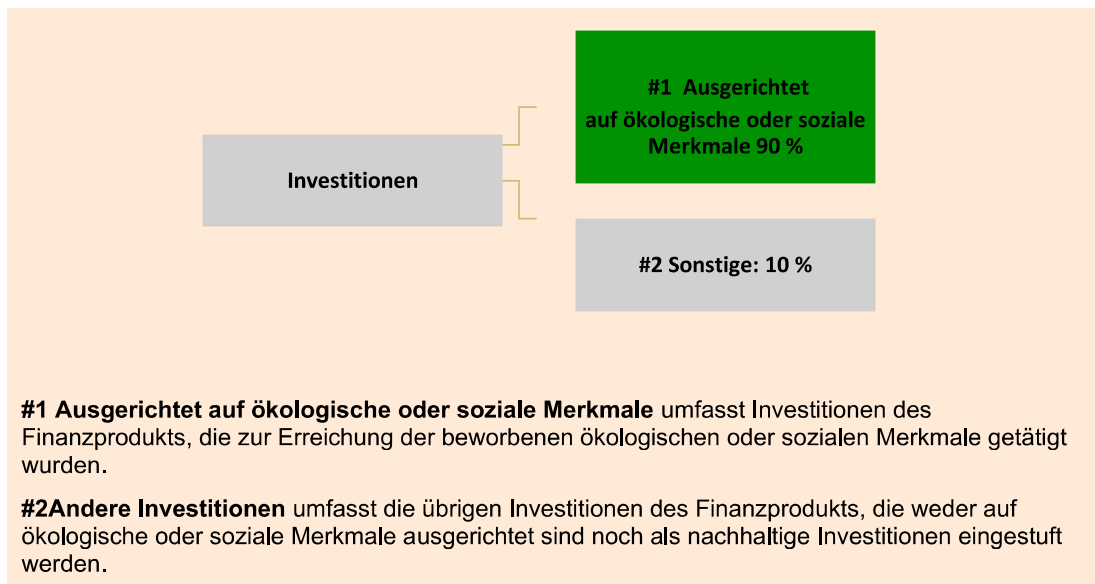 #1 Ausgerichtet
auf ökologische oder soziale
Merkmale 90 %
Investitionen
#2 Sonstige: 10 %
#1 Ausgerichtet auf ökologische oder soziale Merkmale umfasst Investitionen des
Finanzprodukts, die zur Erreichung der beworbenen ökologischen oder sozialen Merkmale getätigt
wurden.
#2Andere Investitionen umfasst die übrigen Investitionen des Finanzprodukts, die weder auf
ökologische oder soziale Merkmale ausgerichtet sind noch als nachhaltige Investitionen eingestuft
werden.